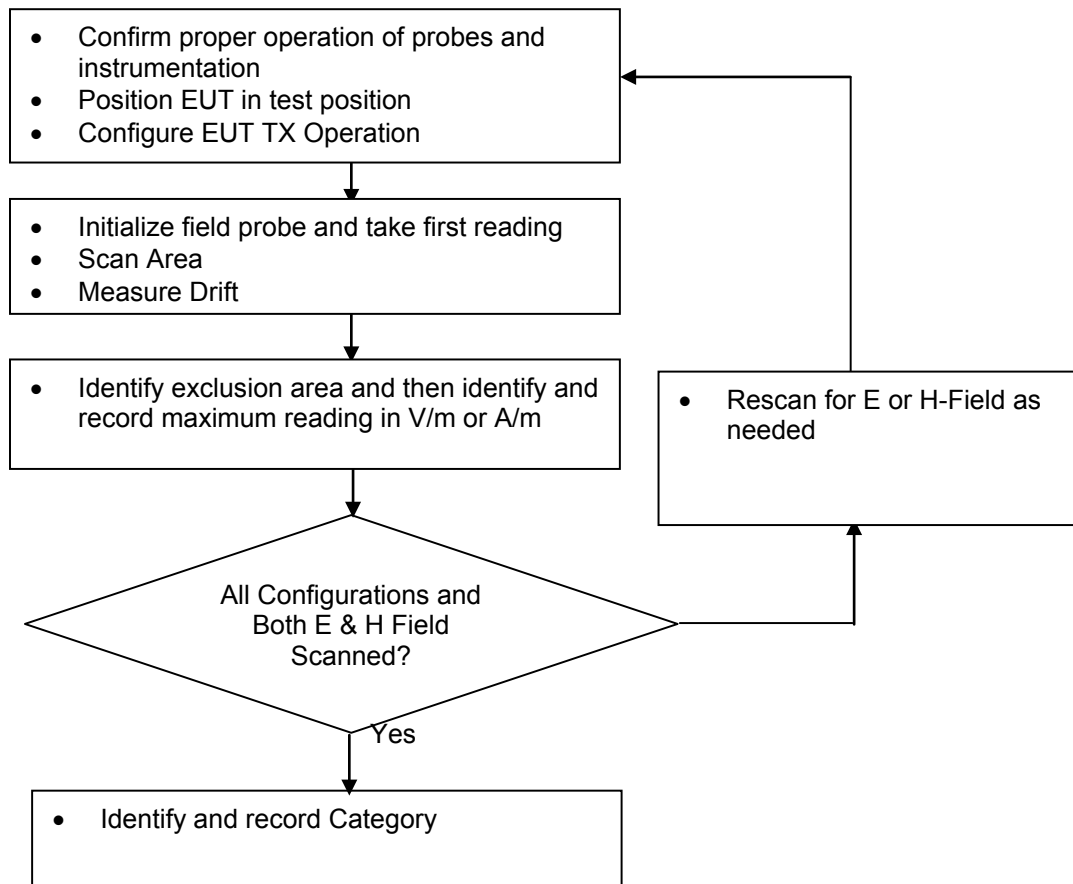 • Confirm proper operation of probes and
instrumentation
• Position EUT in test position
• Configure EUT TX Operation
• Initialize field probe and take first reading
• Scan Area
• Measure Drift
• Identify exclusion area and then identify and
record maximum reading in V/m or A/m
• Rescan for E or H-Field as
needed
All Configurations and
Both E & H Field
Scanned?
Yes
• Identify and record Category